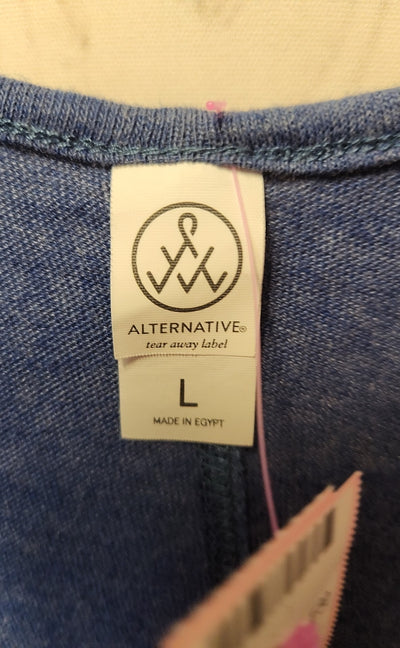 ALTERNATIVE®
tear away label
L
MADE IN EGYPT